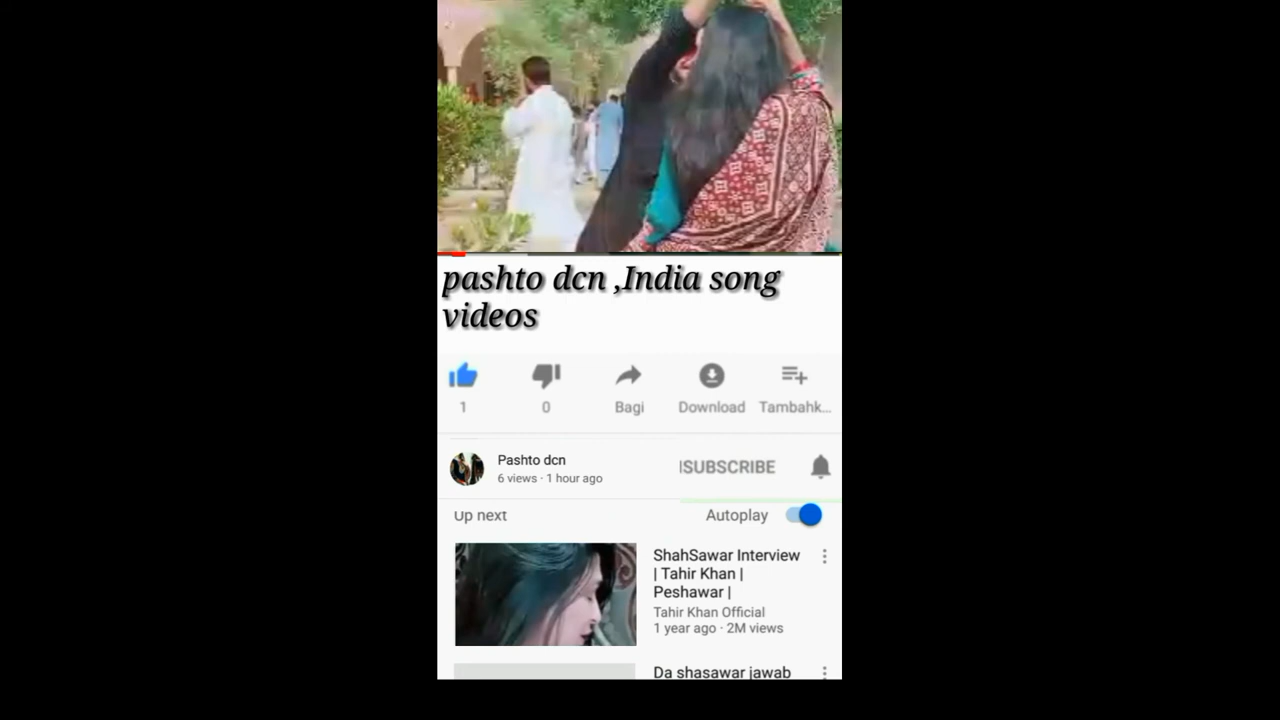 pashto dcn ,India song
videos
1
0
Bagi
Download
Tambahk...
Pashto dcn
6 views · 1 hour ago
SUBSCRIBE
Up next
Autoplay
ShahSawar Interview
| Tahir Khan |
Peshawar |
Tahir Khan Official
1 year ago · 2M views
Da shasawar jawab